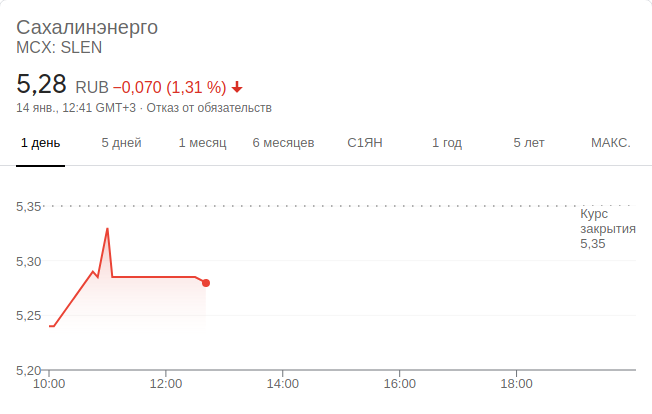 Сахалинэнерго
MCX: SLEN
5,28 RUB −0,070 (1,31 %)
14 янв., 12:41 GMT+3 · Отказ от обязательств
1 день 5 дней 1 месяц 6 месяцев С1ЯН 1 год 5 лет МАКС.
5,35
Курс
закрытия
5,35
5,30
5,25
5,20
10:00 12:00 14:00 16:00 18:00